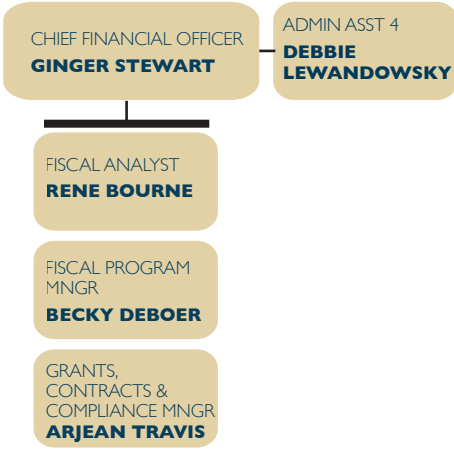 CHIEF FINANCIAL OFFICER
GINGER STEWART
ADMIN ASST 4
DEBBIE
LEWANDOWSKY
FISCAL ANALYST
RENE BOURNE
FISCAL PROGRAM
MNGR
BECKY DEBOER
GRANTS,
CONTRACTS &
COMPLIANCE MNGR
ARJEAN TRAVIS